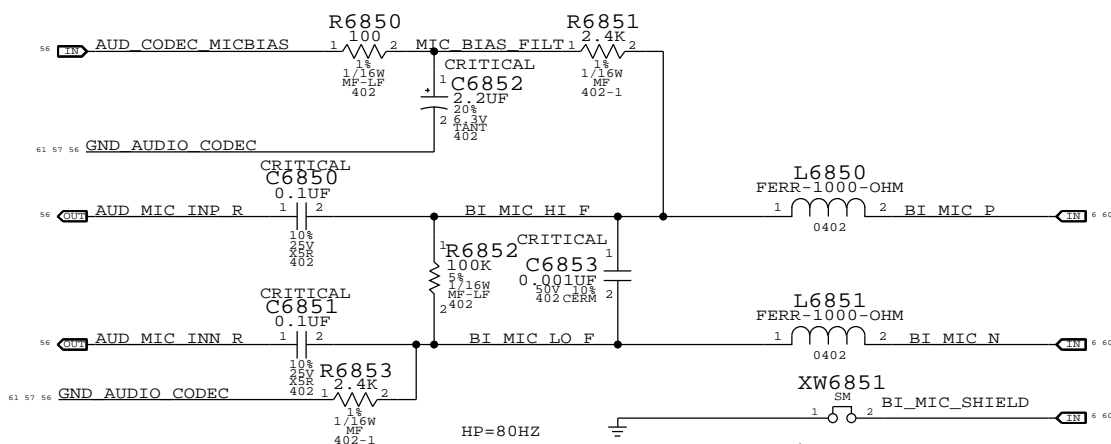 R6850
100
56 IN AUD_CODEC_MICBIAS 1 2 MIC_BIAS_FILT
1%
1/16W
MF-LF
402
R6851
2.4K
1 2
1%
1/16W
MF
402-1
CRITICAL
1 C6852
+ 2.2UF
20%
6.3V
2 TANT
402
61 57 56 GND_AUDIO_CODEC
CRITICAL
C6850
0.1UF
56 OUT AUD_MIC_INP_R 1 2 BI_MIC_HI_F
10%
25V
X5R
402
L6850
FERR-1000-OHM
1 2 BI_MIC_P IN 6 60
0402
1 R6852
100K
5%
1/16W
MF-LF
2 402
CRITICAL
1
C6853
0.001UF
50V 10% 2
402 CERM
CRITICAL
C6851
0.1UF
56 OUT AUD_MIC_INN_R 1 2 BI_MIC_LO_F
10%
25V
X5R
402
L6851
FERR-1000-OHM
1 2 BI_MIC_N IN 6 60
0402
R6853
2.4K
61 57 56 GND_AUDIO_CODEC 1 2
1%
1/16W
MF
402-1
HP=80HZ
XW6851
SM
1 2 BI_MIC_SHIELD IN 6 60